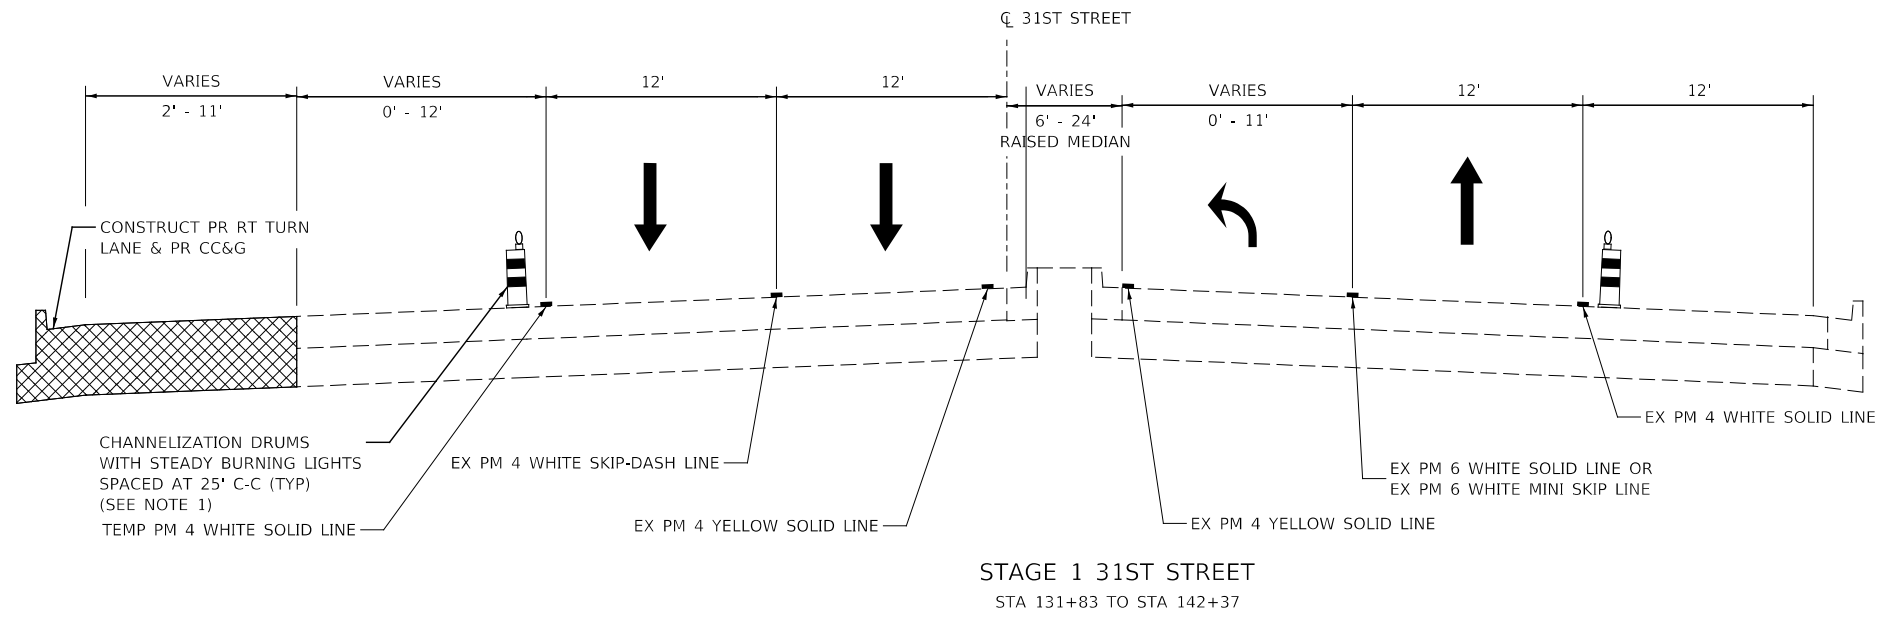 ℄ 31ST STREET
VARIES
2' - 11'
VARIES
0' - 12'
12'
12'
VARIES
6' - 24'
RAISED MEDIAN
VARIES
0' - 11'
12'
12'
CONSTRUCT PR RT TURN
LANE & PR CC&G
CHANNELIZATION DRUMS
WITH STEADY BURNING LIGHTS
SPACED AT 25' C-C (TYP)
(SEE NOTE 1)
TEMP PM 4 WHITE SOLID LINE
EX PM 4 WHITE SKIP-DASH LINE
EX PM 4 YELLOW SOLID LINE
EX PM 4 YELLOW SOLID LINE
EX PM 6 WHITE SOLID LINE OR
EX PM 6 WHITE MINI SKIP LINE
EX PM 4 WHITE SOLID LINE
STAGE 1 31ST STREET
STA 131+83 TO STA 142+37